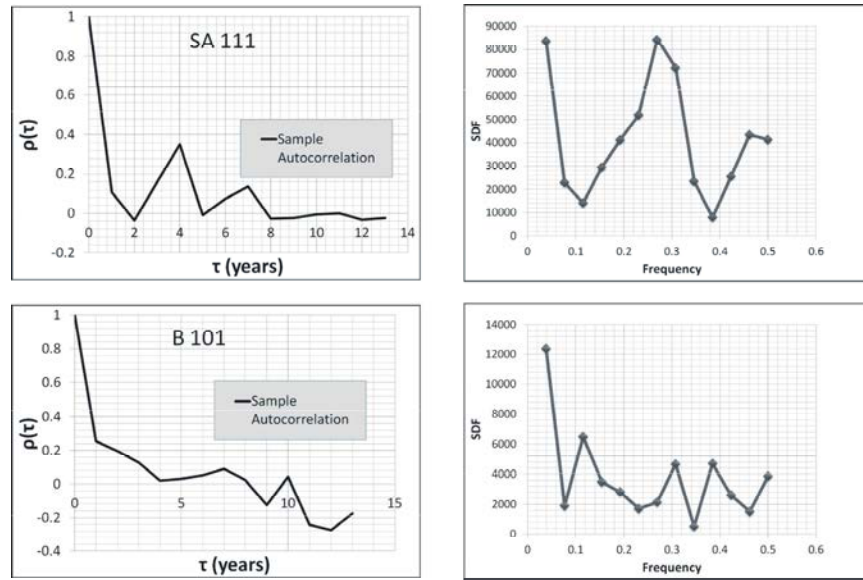 SA 111
1
0.8
0.6
0.4
0.2
0
-0.2
ρ(τ)
Sample
Autocorrelation
0 2 4 6 8 10 12 14
τ (years)
90000
80000
70000
60000
50000
40000
30000
20000
10000
0
SDF
0 0.1 0.2 0.3 0.4 0.5 0.6
Frequency
B 101
1
0.8
0.6
0.4
0.2
0
-0.2
-0.4
ρ(τ)
Sample
Autocorrelation
0 5 10 15
τ (years)
14000
12000
10000
8000
6000
4000
2000
0
SDF
0 0.1 0.2 0.3 0.4 0.5 0.6
Frequency